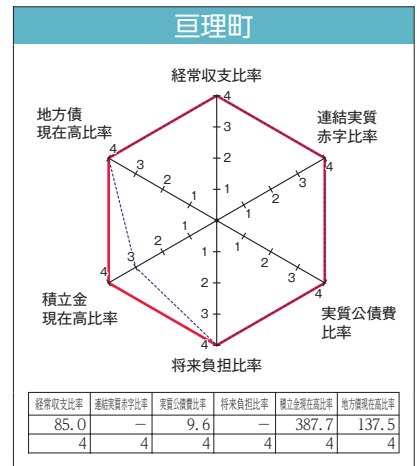 亘理町
経常収支比率
地方債
現在高比率
連結実質
赤字比率
4
3
2
1
4
3
2
1
1
2
3
4
4
3
2
1
1
2
3
4
1
2
3
4
積立金
現在高比率
実質公債費
比率
将来負担比率
経常収支比率 連結実質赤字比率 実質公債費比率 将来負担比率 積立金現在高比率 地方債現在高比率
85.0 － 9.6 － 387.7 137.5
4 4 4 4 4 4